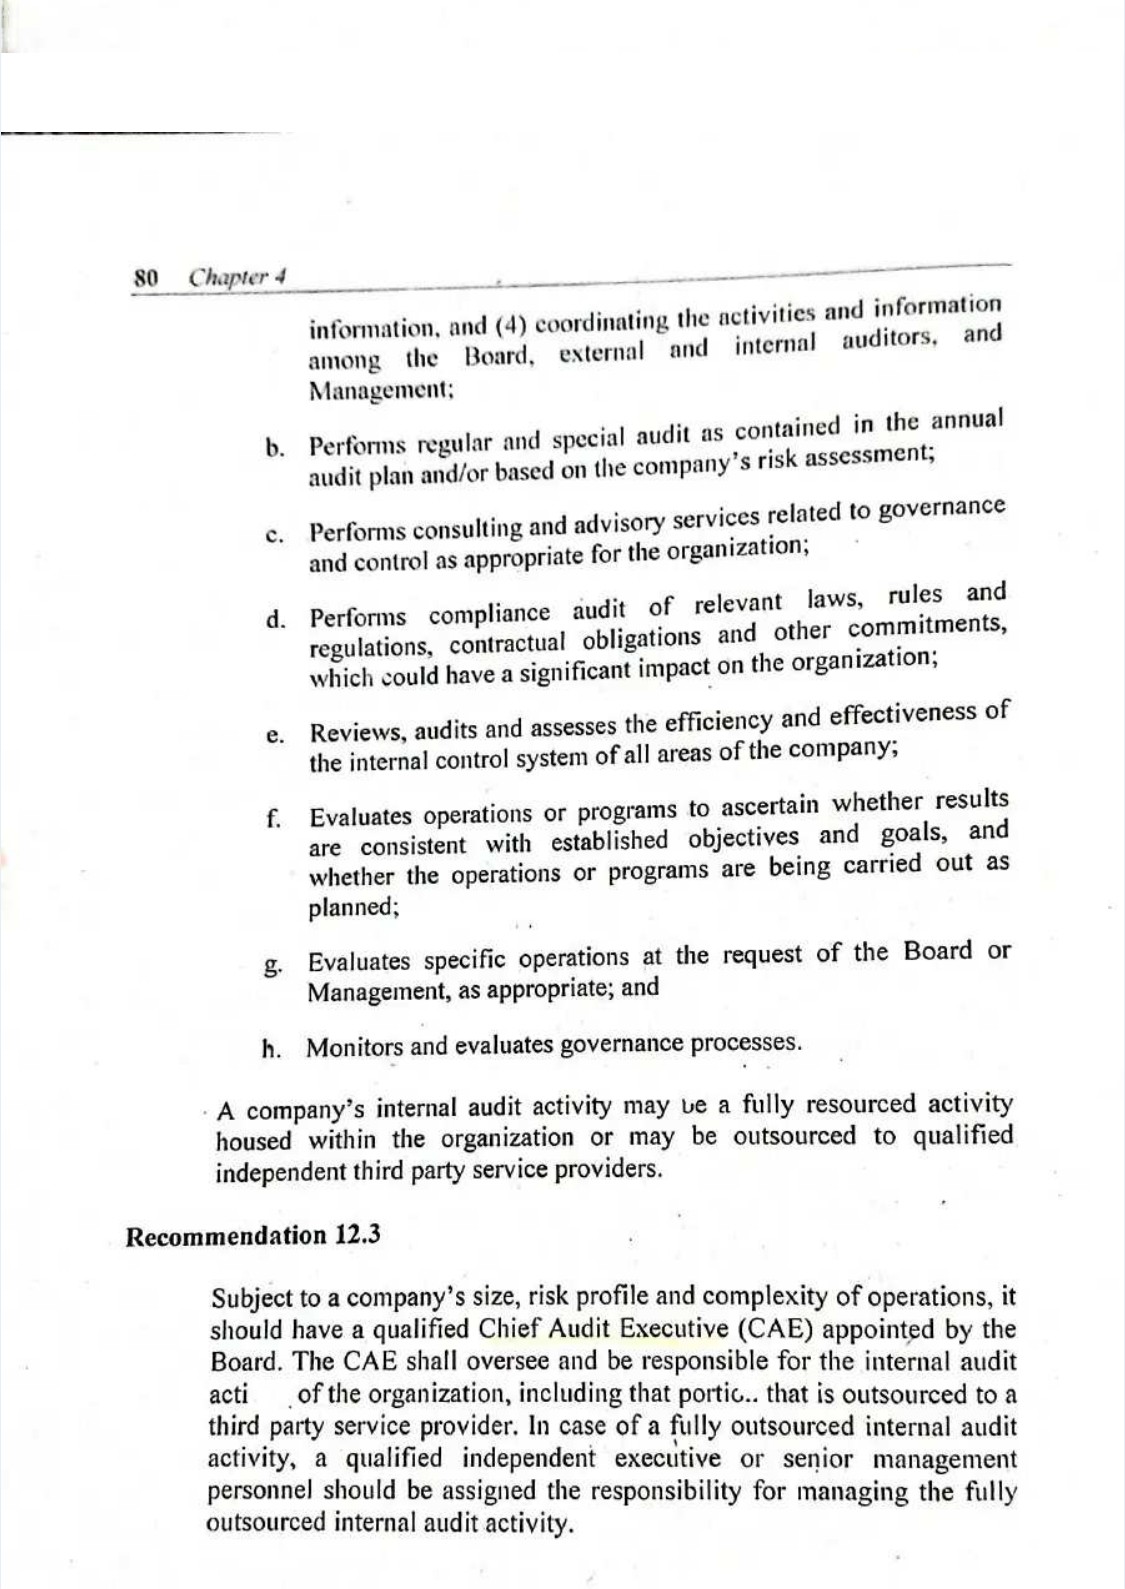 80 Chapter 4
information, and (4) coordinating the activities and information
among the Board, external and internal auditors, and
Management;
b. Performs regular and special audit as contained in the annual
audit plan and/or based on the company's risk assessment;
c. Performs consulting and advisory services related to governance
and control as appropriate for the organization;
d. Performs compliance audit of relevant laws, rules and
regulations, contractual obligations and other commitments,
which could have a significant impact on the organization;
e. Reviews, audits and assesses the efficiency and effectiveness of
the internal control system of all areas of the company;
f. Evaluates operations or programs to ascertain whether results
are consistent with established objectives and goals, and
whether the operations or programs are being carried out as
planned;
g. Evaluates specific operations at the request of the Board or
Management, as appropriate; and
h. Monitors and evaluates governance processes.
A company's internal audit activity may be a fully resourced activity
housed within the organization or may be outsourced to qualified
independent third party service providers.
Recommendation 12.3
Subject to a company's size, risk profile and complexity of operations, it
should have a qualified Chief Audit Executive (CAE) appointed by the
Board. The CAE shall oversee and be responsible for the internal audit
acti of the organization, including that portio.. that is outsourced to a
third party service provider. In case of a fully outsourced internal audit
activity, a qualified independent executive or senior management
personnel should be assigned the responsibility for managing the fully
outsourced internal audit activity.